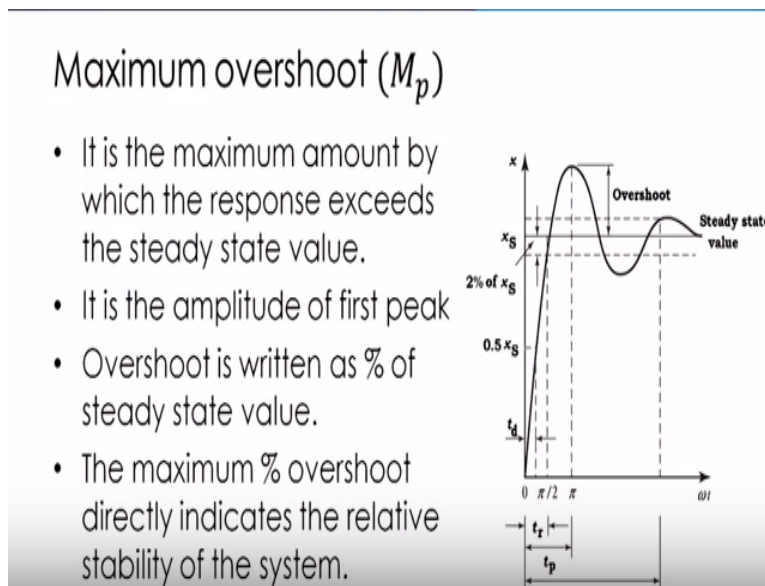 Maximum overshoot (M_p)
• It is the maximum amount by
which the response exceeds
the steady state value.
• It is the amplitude of first peak
• Overshoot is written as % of
steady state value.
• The maximum % overshoot
directly indicates the relative
stability of the system.
x
Overshoot
Steady state
value
x_S
2% of x_S
0.5 x_S
t_d
0 π/2 π ωt
t_r
t_p